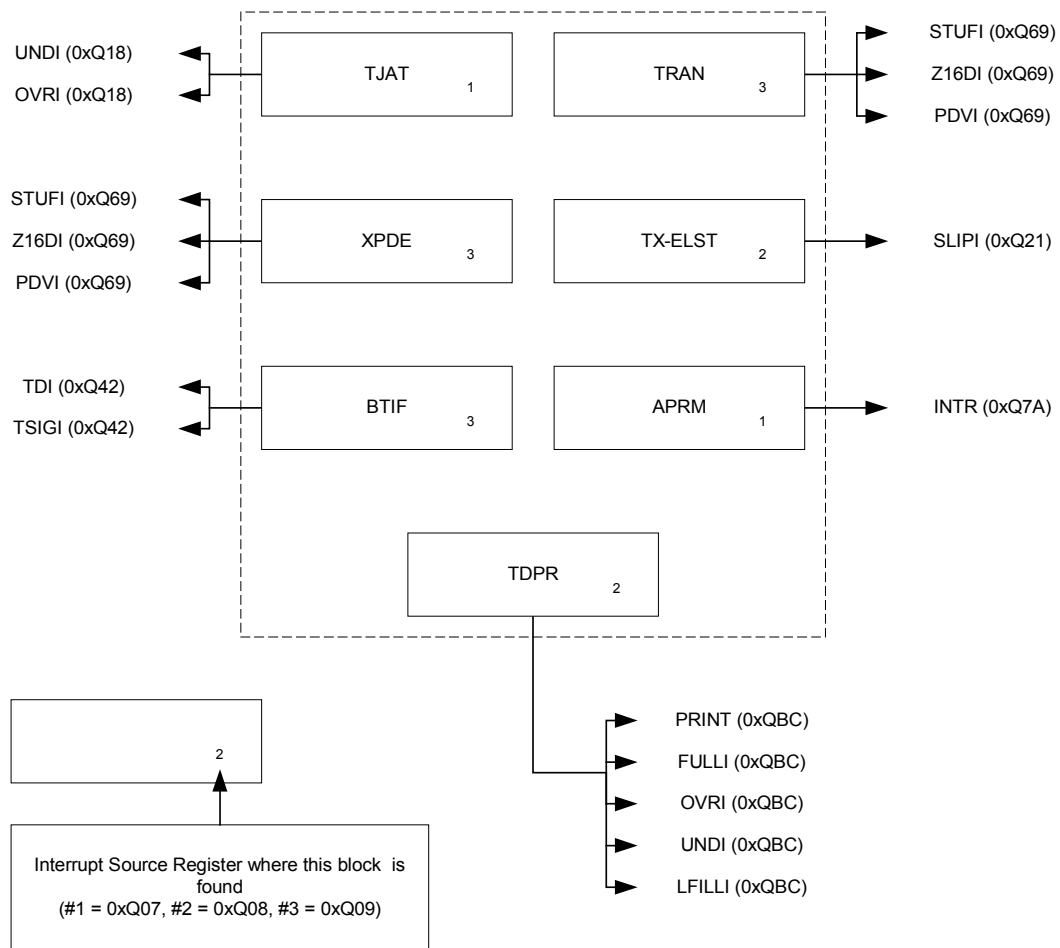 UNDI (0xQ18)
OVRI (0xQ18)
TJAT
1
TRAN
3
STUFI (0xQ69)
Z16DI (0xQ69)
PDVI (0xQ69)
STUFI (0xQ69)
Z16DI (0xQ69)
PDVI (0xQ69)
XPDE
3
TX-ELST
2
SLIPI (0xQ21)
TDI (0xQ42)
TSIGI (0xQ42)
BTIF
3
APRM
1
INTR (0xQ7A)
TDPR
2
PRINT (0xQBC)
FULLI (0xQBC)
OVRI (0xQBC)
UNDI (0xQBC)
LFILLI (0xQBC)
2
Interrupt Source Register where this block is
found
(#1 = 0xQ07, #2 = 0xQ08, #3 = 0xQ09)